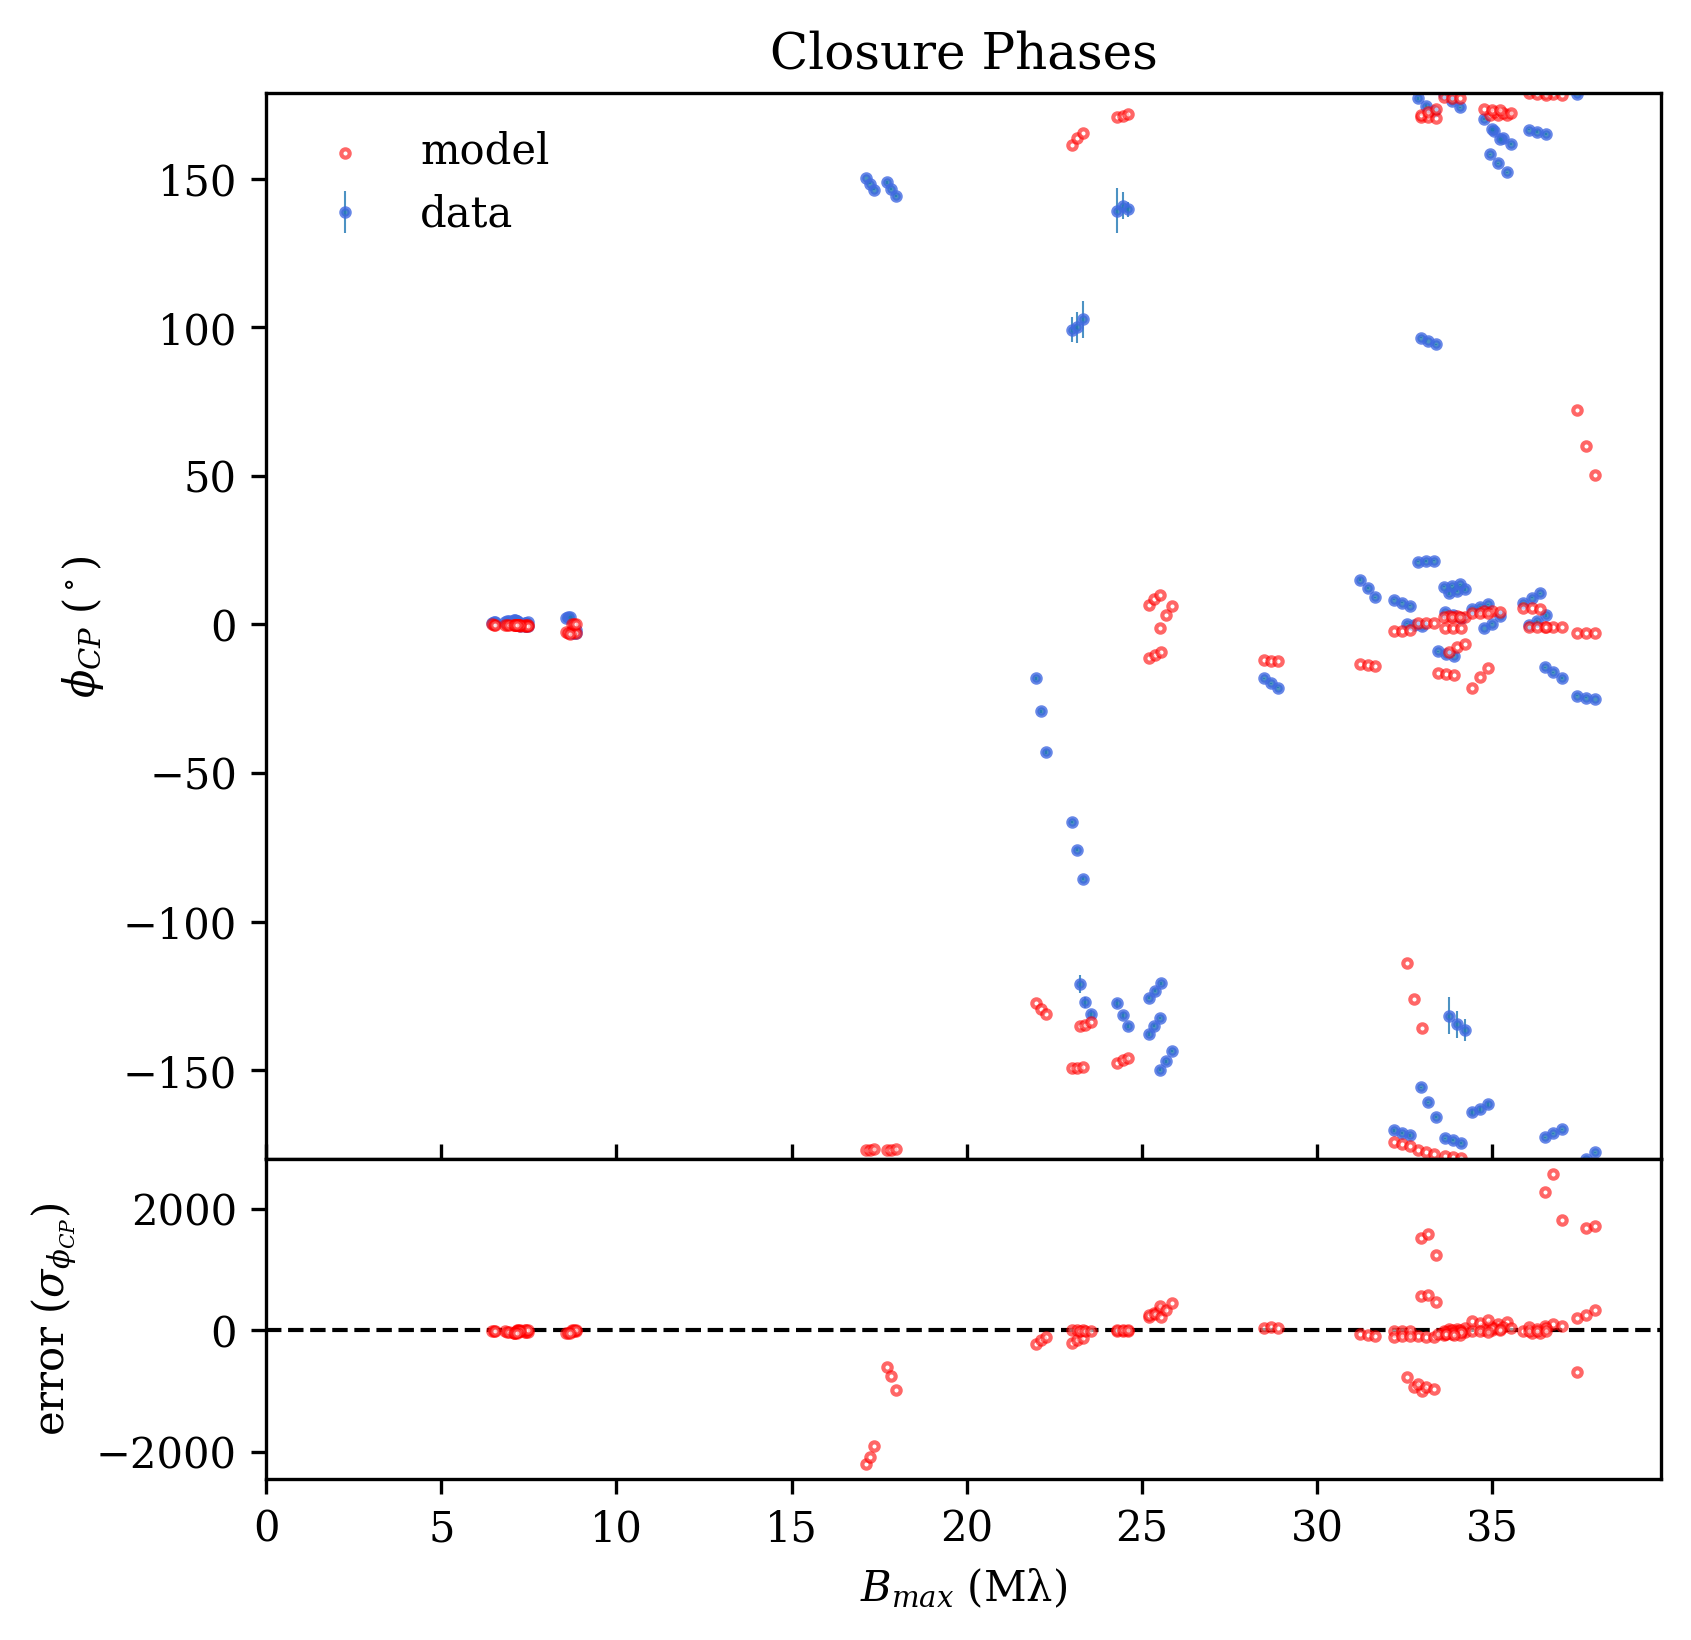 Closure Phases
model
data
150
100
50
0
−50
−100
−150
ϕCP (°)
2000
0
−2000
error (σϕCP)
0 5 10 15 20 25 30 35
Bmax (Mλ)